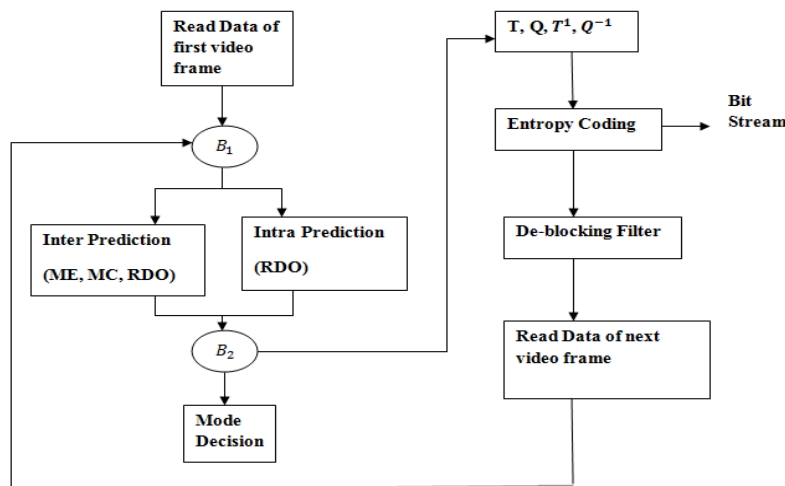 Read Data of
first video
frame
B₁
Inter Prediction
(ME, MC, RDO)
Intra Prediction
(RDO)
B₂
Mode
Decision
T, Q, T¹, Q⁻¹
Entropy Coding
Bit
Stream
De-blocking Filter
Read Data of next
video frame